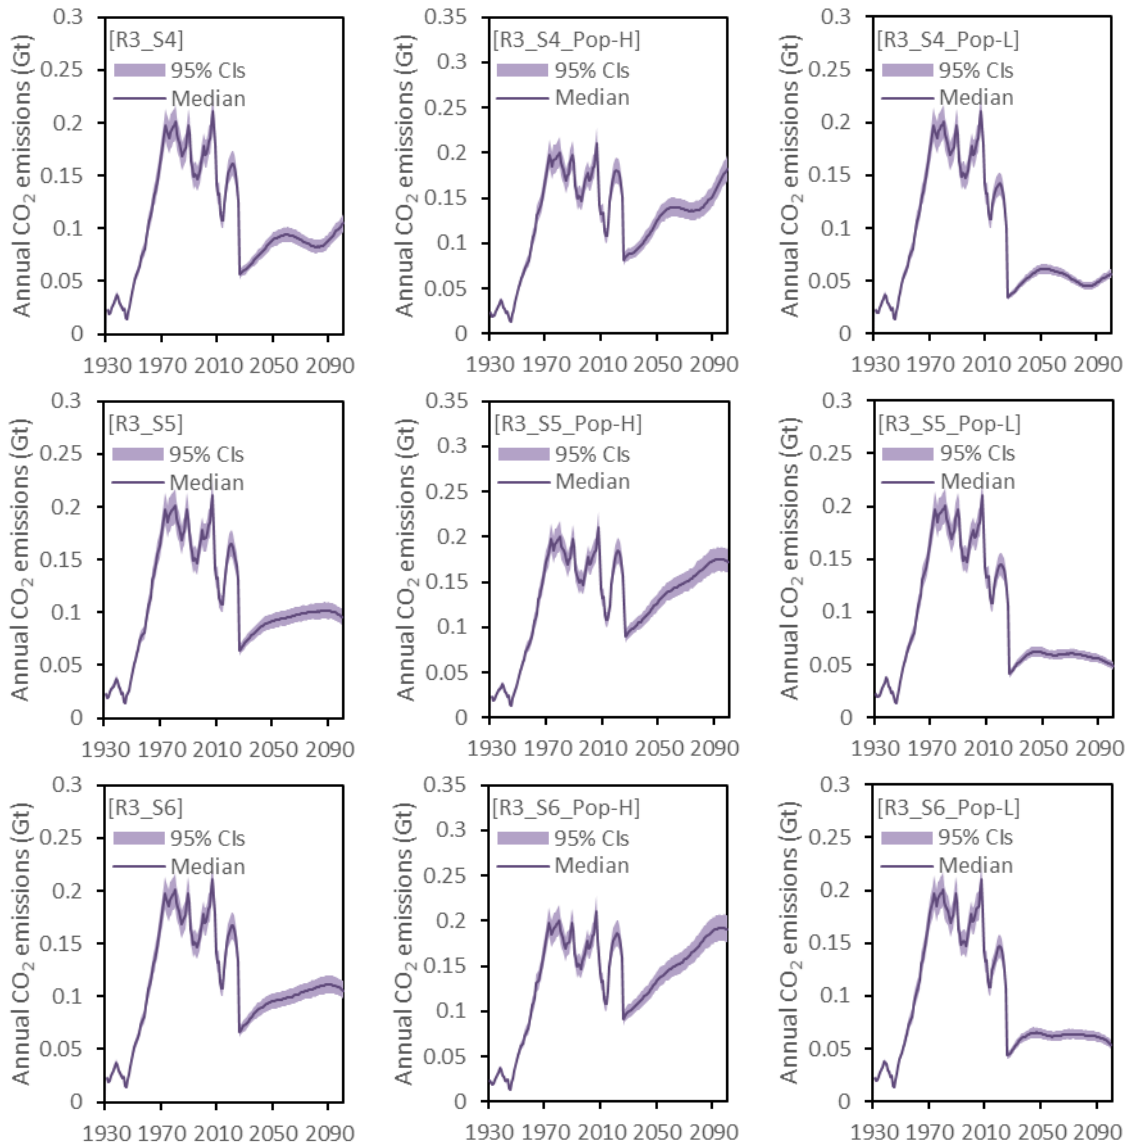 Annual CO₂ emissions (Gt)
0.3
0.25
0.2
0.15
0.1
0.05
0
[R3_S4]
95% CIs
Median
1930 1970 2010 2050 2090
Annual CO₂ emissions (Gt)
0.35
0.3
0.25
0.2
0.15
0.1
0.05
0
[R3_S4_Pop-H]
95% CIs
Median
1930 1970 2010 2050 2090
Annual CO₂ emissions (Gt)
0.3
0.25
0.2
0.15
0.1
0.05
0
[R3_S4_Pop-L]
95% CIs
Median
1930 1970 2010 2050 2090
Annual CO₂ emissions (Gt)
0.3
0.25
0.2
0.15
0.1
0.05
0
[R3_S5]
95% CIs
Median
1930 1970 2010 2050 2090
Annual CO₂ emissions (Gt)
0.35
0.3
0.25
0.2
0.15
0.1
0.05
0
[R3_S5_Pop-H]
95% CIs
Median
1930 1970 2010 2050 2090
Annual CO₂ emissions (Gt)
0.3
0.25
0.2
0.15
0.1
0.05
0
[R3_S5_Pop-L]
95% CIs
Median
1930 1970 2010 2050 2090
Annual CO₂ emissions (Gt)
0.3
0.25
0.2
0.15
0.1
0.05
0
[R3_S6]
95% CIs
Median
1930 1970 2010 2050 2090
Annual CO₂ emissions (Gt)
0.35
0.3
0.25
0.2
0.15
0.1
0.05
0
[R3_S6_Pop-H]
95% CIs
Median
1930 1970 2010 2050 2090
Annual CO₂ emissions (Gt)
0.3
0.25
0.2
0.15
0.1
0.05
0
[R3_S6_Pop-L]
95% CIs
Median
1930 1970 2010 2050 2090